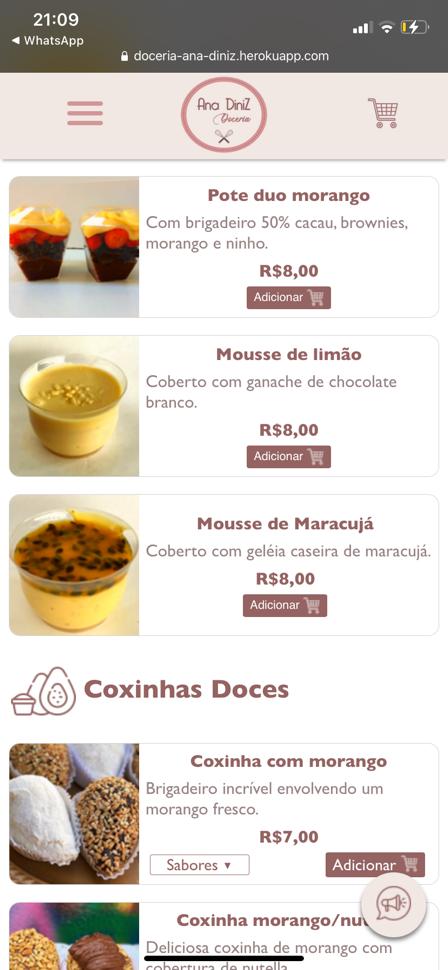 21:09
◀ WhatsApp
doceria-ana-diniz.herokuapp.com
Ana Diniz
Doceria
Pote duo morango
Com brigadeiro 50% cacau, brownies,
morango e ninho.
R$8,00
Adicionar
Mousse de limão
Coberto com ganache de chocolate
branco.
R$8,00
Adicionar
Mousse de Maracujá
Coberto com geléia caseira de maracujá.
R$8,00
Adicionar
Coxinhas Doces
Coxinha com morango
Brigadeiro incrível envolvendo um
morango fresco.
R$7,00
Sabores ▼
Adicionar
Coxinha morango/nu
Deliciosa coxinha de morango com
cobertura de nutella